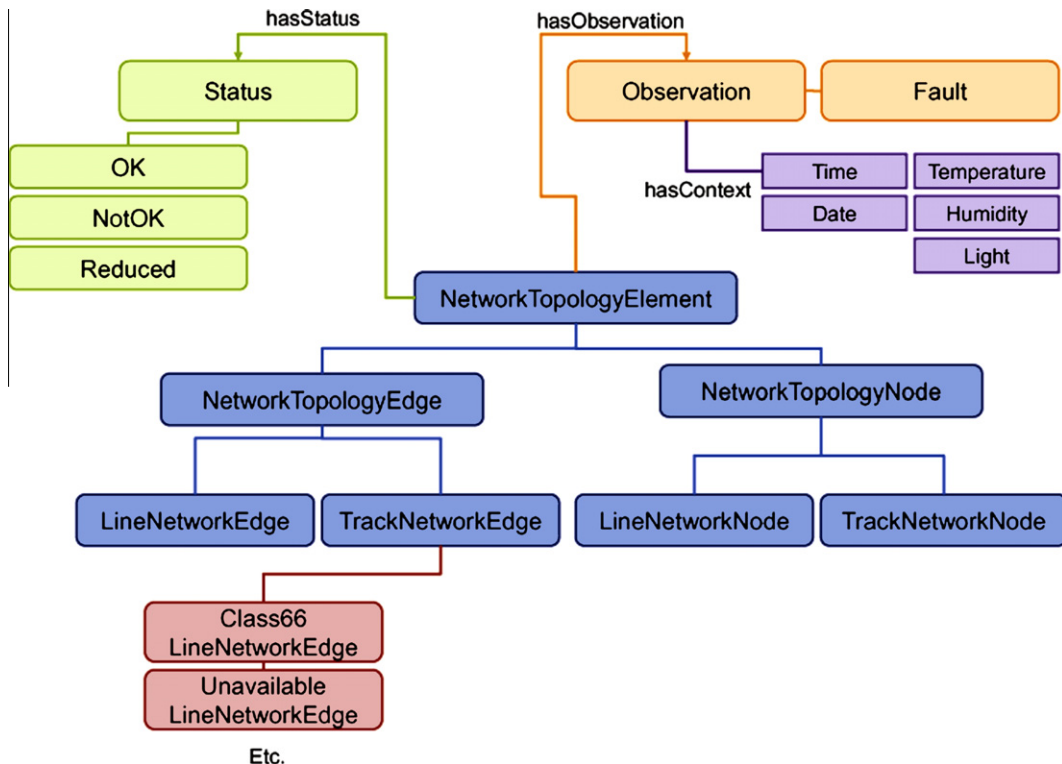 hasStatus
hasObservation
Status
Observation
Fault
OK
NotOK
Reduced
hasContext
Time
Temperature
Date
Humidity
Light
NetworkTopologyElement
NetworkTopologyEdge
NetworkTopologyNode
LineNetworkEdge
TrackNetworkEdge
LineNetworkNode
TrackNetworkNode
Class66
LineNetworkEdge
Unavailable
LineNetworkEdge
Etc.